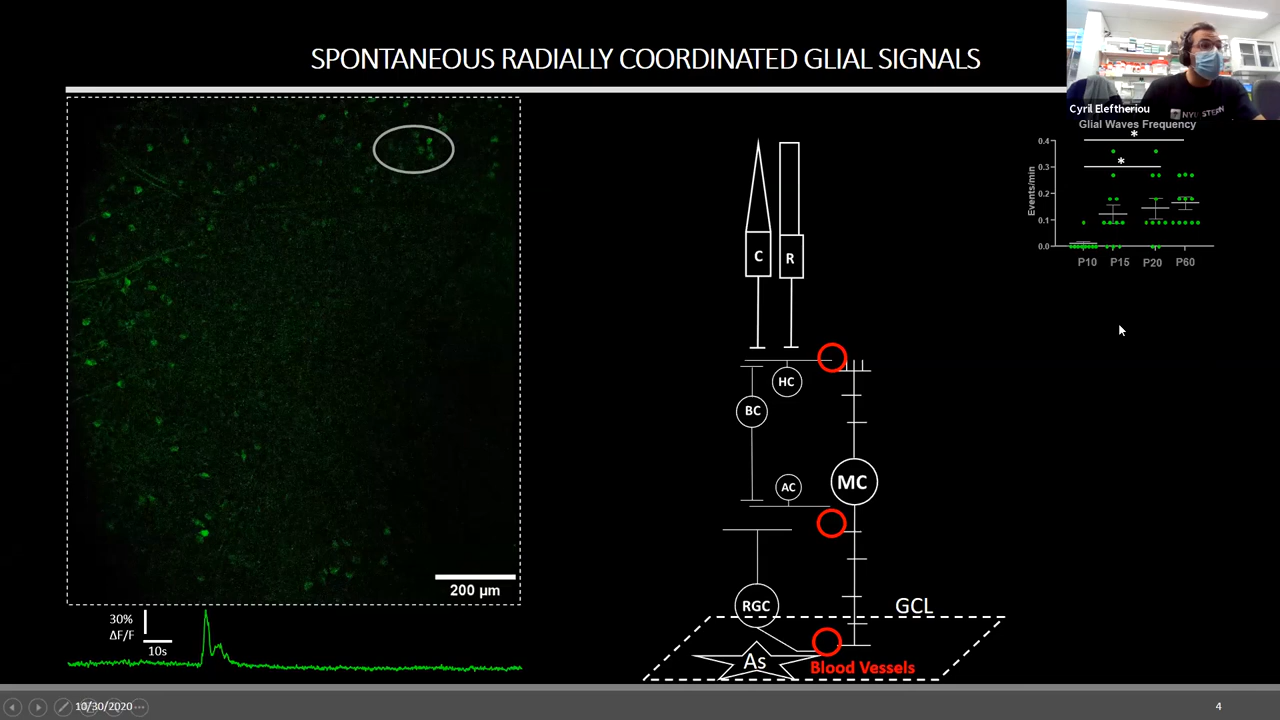 SPONTANEOUS RADIALLY COORDINATED GLIAL SIGNALS
Cyril Eleftheriou
Glial Waves Frequency
*
*
0.4
0.3
0.2
0.1
0.0
Events/min
P10 P15 P20 P60
C R
HC
BC
MC
AC
RGC
GCL
As
Blood Vessels
200 µm
30%
ΔF/F
10s
10/30/2020
4